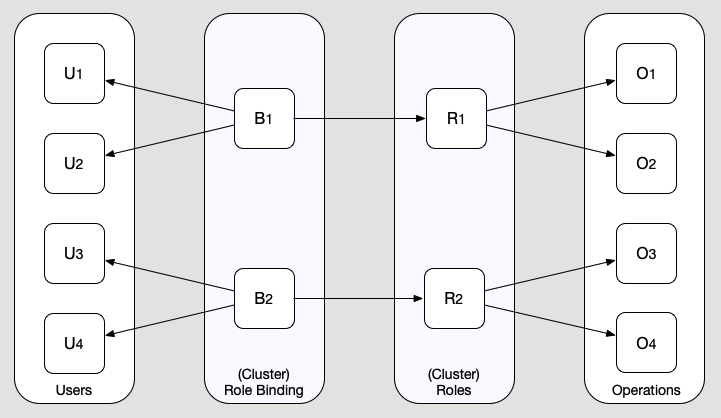 U1
U2
U3
U4
Users
B1
B2
(Cluster)
Role Binding
R1
R2
(Cluster)
Roles
O1
O2
O3
O4
Operations